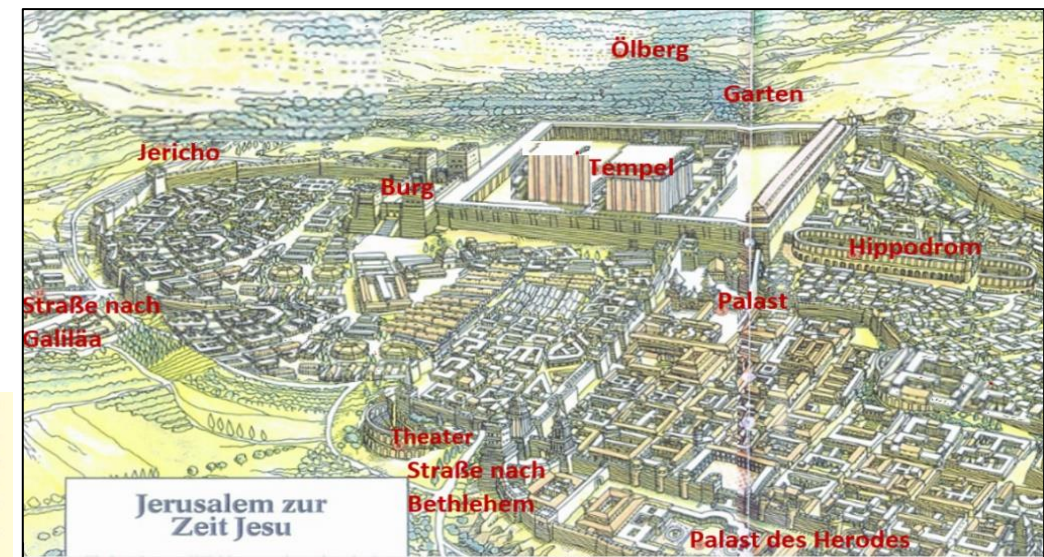 Ölberg
Garten
Jericho
Tempel
Burg
Hippodrom
Straße nach
Galiläa
Palast
Theater
Straße nach
Bethlehem
Jerusalem zur
Zeit Jesu
Palast des Herodes